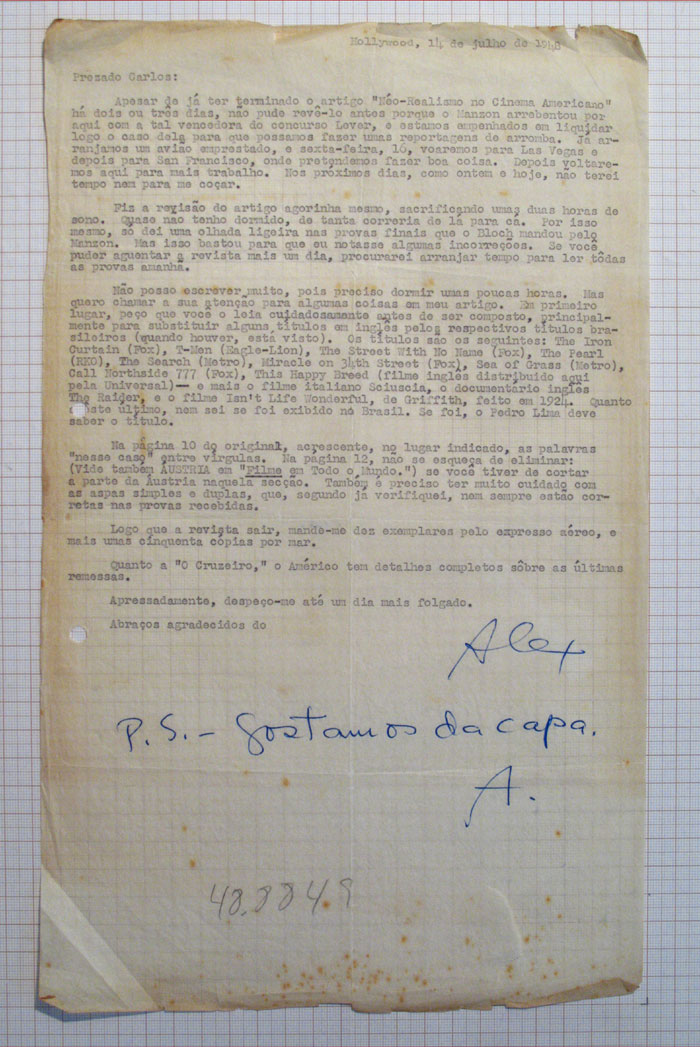 Hollywood, 14 de julho de 1948
Prezado Carlos:
Apesar de já ter terminado o artigo "Néo-Realismo no Cinema Americano"
há dois ou três dias, não pude revê-lo antes porque o Manzon arrebentou por
aqui com a tal vencedora do concurso Lever, e estamos empenhados em liquidar
logo o caso dela para que possamos fazer umas reportagens de arromba. Já ar-
ranjamos um avião emprestado, e sexta-feira, 16, voaremos para Las Vegas e
depois para San Francisco, onde pretendemos fazer boa coisa. Depois voltare-
mos aqui para mais trabalho. Nos próximos dias, como ontem e hoje, não terei
tempo nem para me coçar.
Fiz a revisão do artigo agorinha mesmo, sacrificando umas duas horas de
sono. Quase não tenho dormido, de tanta correria de lá para cá. Por isso
mesmo, só dei uma olhada ligeira nas provas finais que o Bloch mandou pelo
Manzon. Mas isso bastou para que eu notasse algumas incorreções. Se você
puder aguentar a revista mais um dia, procurarei arranjar tempo para ler tôdas
as provas amanhã.
Não posso escrever muito, pois preciso dormir umas poucas horas. Mas
quero chamar a sua atenção para algumas coisas em meu artigo. Em primeiro
lugar, peço que você o leia cuidadosamente antes de ser composto, principal-
mente para substituir alguns títulos em inglês pelos respectivos títulos bra-
sileiros (quando houver, está visto). Os títulos são os seguintes: The Iron
Curtain (Fox), T-Men (Eagle-Lion), The Street With No Name (Fox), The Pearl
(RKO), The Search (Metro), Miracle on 34th Street (Fox), Sea of Grass (Metro),
Call Northside 777 (Fox), This Happy Breed (filme inglês distribuido aqui
pela Universal)— e mais o filme italiano Sciuscia, o documentario inglês
The Raider, e o filme Isn't Life Wonderful, de Griffith, feito em 1924. Quanto
a êste último, nem sei se foi exibido no Brasil. Se foi, o Pedro Lima deve
saber o título.
Na página 10 do original, acrescente, no lugar indicado, as palavras
"nesse caso" entre vírgulas. Na página 12, não se esqueça de eliminar:
(Vide também AUSTRIA em "Filme em Todo o Mundo.") se você tiver de cortar
a parte da Austria naquela secção. Também é preciso ter muito cuidado com
as aspas simples e duplas, que, segundo já verifiquei, nem sempre estão cor-
retas nas provas recebidas.
Logo que a revista sair, mande-me dez exemplares pelo expresso aéreo, e
mais umas cinquenta cópias por mar.
Quanto a "O Cruzeiro," o Américo tem detalhes completos sôbre as últimas
remessas.
Apressadamente, despeço-me até um dia mais folgado.
Abraços agradecidos do
Alex
P.S.— Gostamos da capa.
A.
48.8849